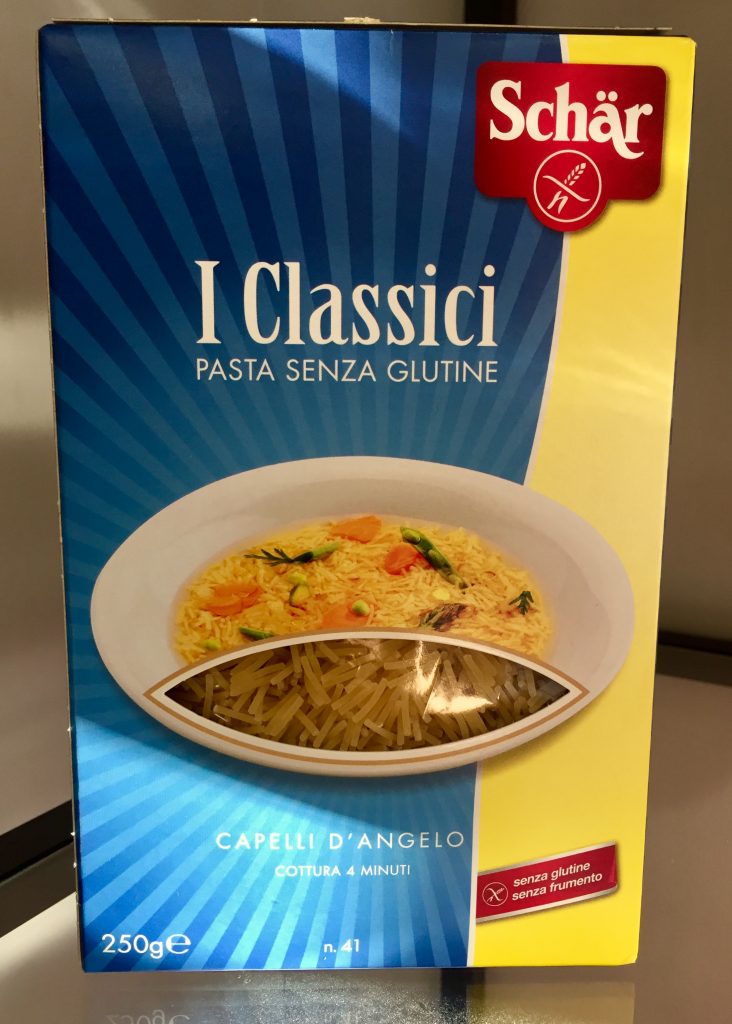 Schär
I Classici
PASTA SENZA GLUTINE
CAPELLI D'ANGELO
COTTURA 4 MINUTI
senza glutine
senza frumento
250g℮
n. 41